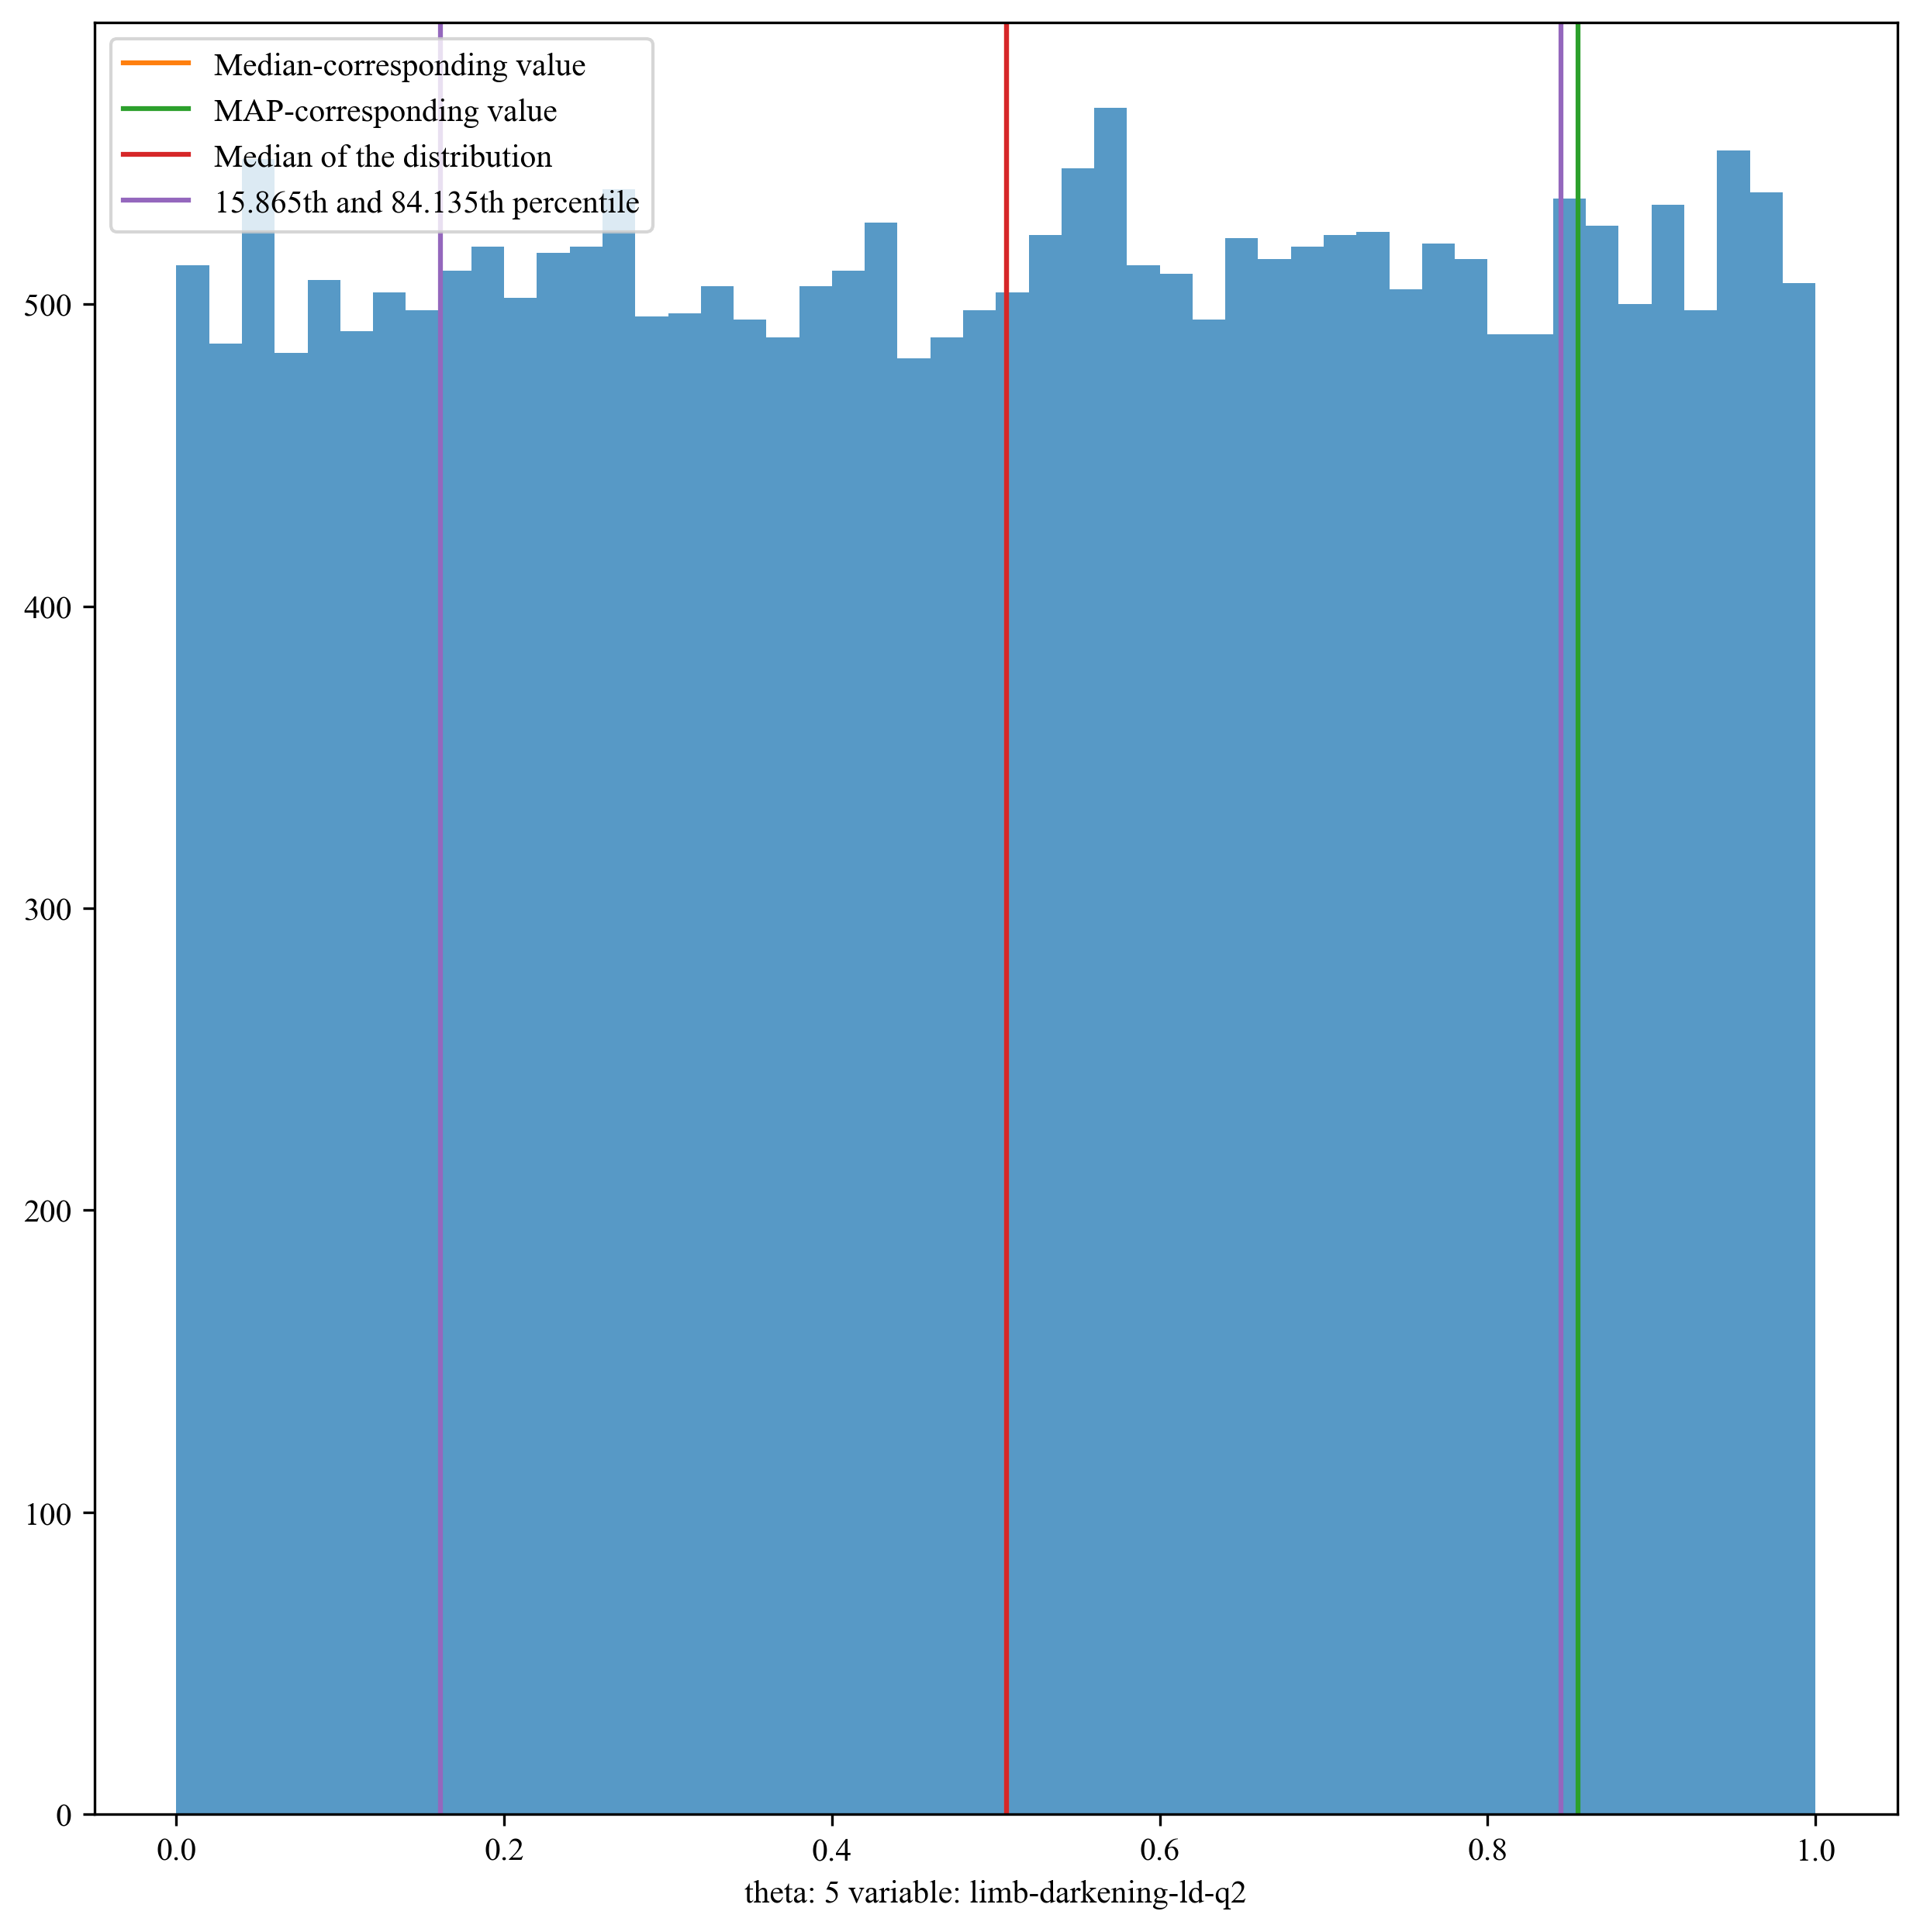 Median-corresponding value
MAP-corresponding value
Median of the distribution
15.865th and 84.135th percentile
500
400
300
200
100
0
0.0 0.2 0.4 0.6 0.8 1.0
theta: 5 variable: limb-darkening-ld-q2